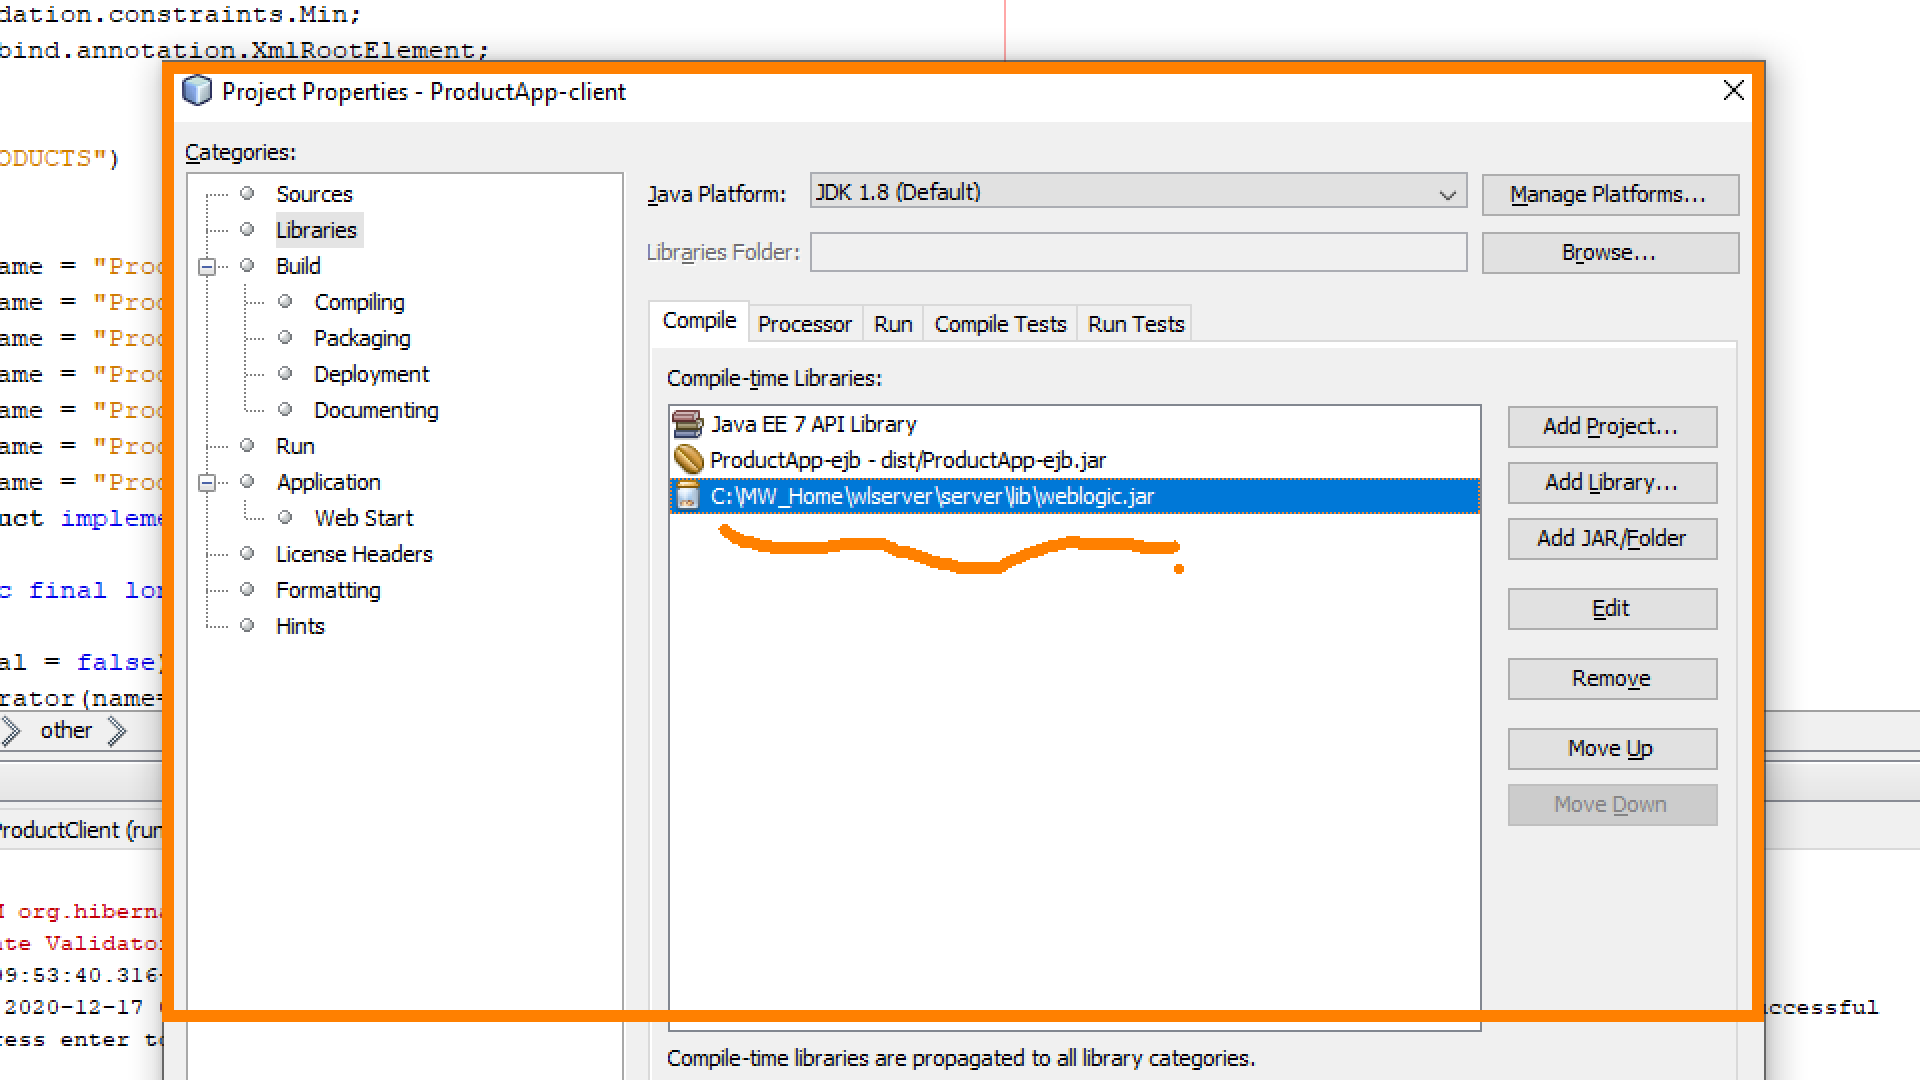 dation.constraints.Min;
bind.annotation.XmlRootElement;
Project Properties - ProductApp-client
Categories:
Sources
Libraries
Build
Compiling
Packaging
Deployment
Documenting
Run
Application
Web Start
License Headers
Formatting
Hints
Java Platform:
JDK 1.8 (Default)
Manage Platforms...
Libraries Folder:
Browse...
Compile
Processor
Run
Compile Tests
Run Tests
Compile-time Libraries:
Java EE 7 API Library
ProductApp-ejb - dist/ProductApp-ejb.jar
C:\MW_Home\wlserver\server\lib\weblogic.jar
Add Project...
Add Library...
Add JAR/Folder
Edit
Remove
Move Up
Move Down
Compile-time libraries are propagated to all library categories.
ODUCTS")
ame = "Proc
ame = "Proc
ame = "Proc
ame = "Proc
ame = "Proc
ame = "Proc
ame = "Proc
uct impleme
c final lon
al = false)
rator(name=
other
ProductClient (run
org.hiberna
ate Validator
09:53:40.316-
2020-12-17
ccessful
ress enter to